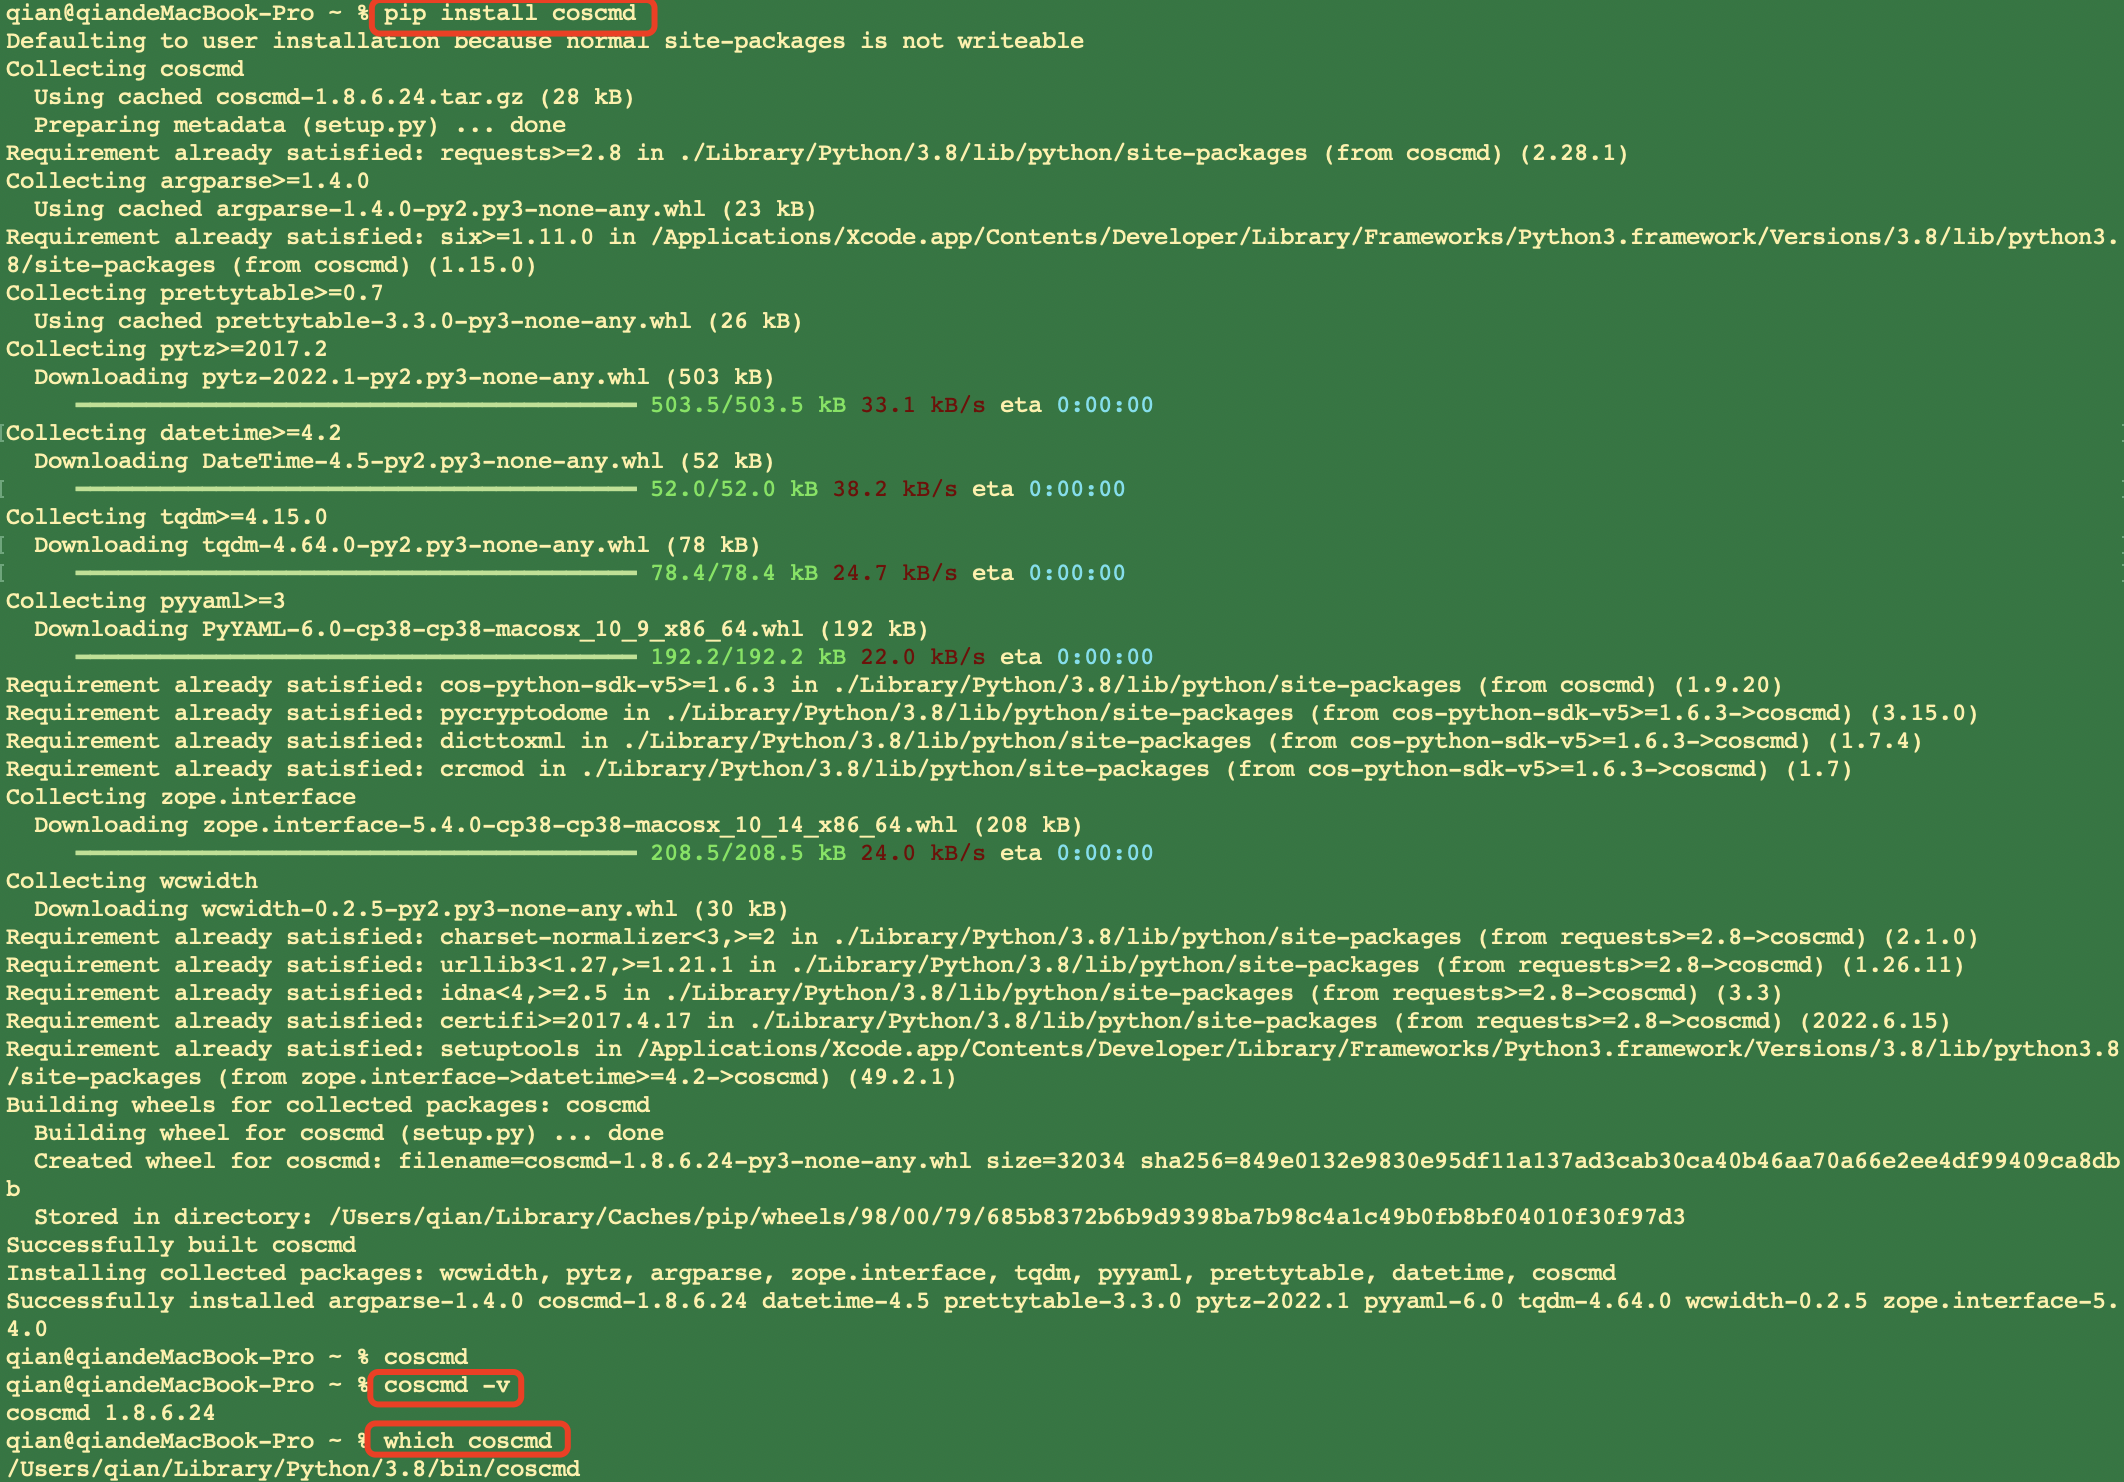 qian@qiandeMacBook-Pro ~ % pip install coscmd
Defaulting to user installation because normal site-packages is not writeable
Collecting coscmd
  Using cached coscmd-1.8.6.24.tar.gz (28 kB)
  Preparing metadata (setup.py) ... done
Requirement already satisfied: requests>=2.8 in ./Library/Python/3.8/lib/python/site-packages (from coscmd) (2.28.1)
Collecting argparse>=1.4.0
  Using cached argparse-1.4.0-py2.py3-none-any.whl (23 kB)
Requirement already satisfied: six>=1.11.0 in /Applications/Xcode.app/Contents/Developer/Library/Frameworks/Python3.framework/Versions/3.8/lib/python3.
8/site-packages (from coscmd) (1.15.0)
Collecting prettytable>=0.7
  Using cached prettytable-3.3.0-py3-none-any.whl (26 kB)
Collecting pytz>=2017.2
  Downloading pytz-2022.1-py2.py3-none-any.whl (503 kB)
503.5/503.5 kB 33.1 kB/s eta 0:00:00
Collecting datetime>=4.2
  Downloading DateTime-4.5-py2.py3-none-any.whl (52 kB)
52.0/52.0 kB 38.2 kB/s eta 0:00:00
Collecting tqdm>=4.15.0
  Downloading tqdm-4.64.0-py2.py3-none-any.whl (78 kB)
78.4/78.4 kB 24.7 kB/s eta 0:00:00
Collecting pyyaml>=3
  Downloading PyYAML-6.0-cp38-cp38-macosx_10_9_x86_64.whl (192 kB)
192.2/192.2 kB 22.0 kB/s eta 0:00:00
Requirement already satisfied: cos-python-sdk-v5>=1.6.3 in ./Library/Python/3.8/lib/python/site-packages (from coscmd) (1.9.20)
Requirement already satisfied: pycryptodome in ./Library/Python/3.8/lib/python/site-packages (from cos-python-sdk-v5>=1.6.3->coscmd) (3.15.0)
Requirement already satisfied: dicttoxml in ./Library/Python/3.8/lib/python/site-packages (from cos-python-sdk-v5>=1.6.3->coscmd) (1.7.4)
Requirement already satisfied: crcmod in ./Library/Python/3.8/lib/python/site-packages (from cos-python-sdk-v5>=1.6.3->coscmd) (1.7)
Collecting zope.interface
  Downloading zope.interface-5.4.0-cp38-cp38-macosx_10_14_x86_64.whl (208 kB)
208.5/208.5 kB 24.0 kB/s eta 0:00:00
Collecting wcwidth
  Downloading wcwidth-0.2.5-py2.py3-none-any.whl (30 kB)
Requirement already satisfied: charset-normalizer<3,>=2 in ./Library/Python/3.8/lib/python/site-packages (from requests>=2.8->coscmd) (2.1.0)
Requirement already satisfied: urllib3<1.27,>=1.21.1 in ./Library/Python/3.8/lib/python/site-packages (from requests>=2.8->coscmd) (1.26.11)
Requirement already satisfied: idna<4,>=2.5 in ./Library/Python/3.8/lib/python/site-packages (from requests>=2.8->coscmd) (3.3)
Requirement already satisfied: certifi>=2017.4.17 in ./Library/Python/3.8/lib/python/site-packages (from requests>=2.8->coscmd) (2022.6.15)
Requirement already satisfied: setuptools in /Applications/Xcode.app/Contents/Developer/Library/Frameworks/Python3.framework/Versions/3.8/lib/python3.8
/site-packages (from zope.interface->datetime>=4.2->coscmd) (49.2.1)
Building wheels for collected packages: coscmd
  Building wheel for coscmd (setup.py) ... done
  Created wheel for coscmd: filename=coscmd-1.8.6.24-py3-none-any.whl size=32034 sha256=849e0132e9830e95df11a137ad3cab30ca40b46aa70a66e2ee4df99409ca8db
b
  Stored in directory: /Users/qian/Library/Caches/pip/wheels/98/00/79/685b8372b6b9d9398ba7b98c4a1c49b0fb8bf04010f30f97d3
Successfully built coscmd
Installing collected packages: wcwidth, pytz, argparse, zope.interface, tqdm, pyyaml, prettytable, datetime, coscmd
Successfully installed argparse-1.4.0 coscmd-1.8.6.24 datetime-4.5 prettytable-3.3.0 pytz-2022.1 pyyaml-6.0 tqdm-4.64.0 wcwidth-0.2.5 zope.interface-5.
4.0
qian@qiandeMacBook-Pro ~ % coscmd
qian@qiandeMacBook-Pro ~ % coscmd -v
coscmd 1.8.6.24
qian@qiandeMacBook-Pro ~ % which coscmd
/Users/qian/Library/Python/3.8/bin/coscmd